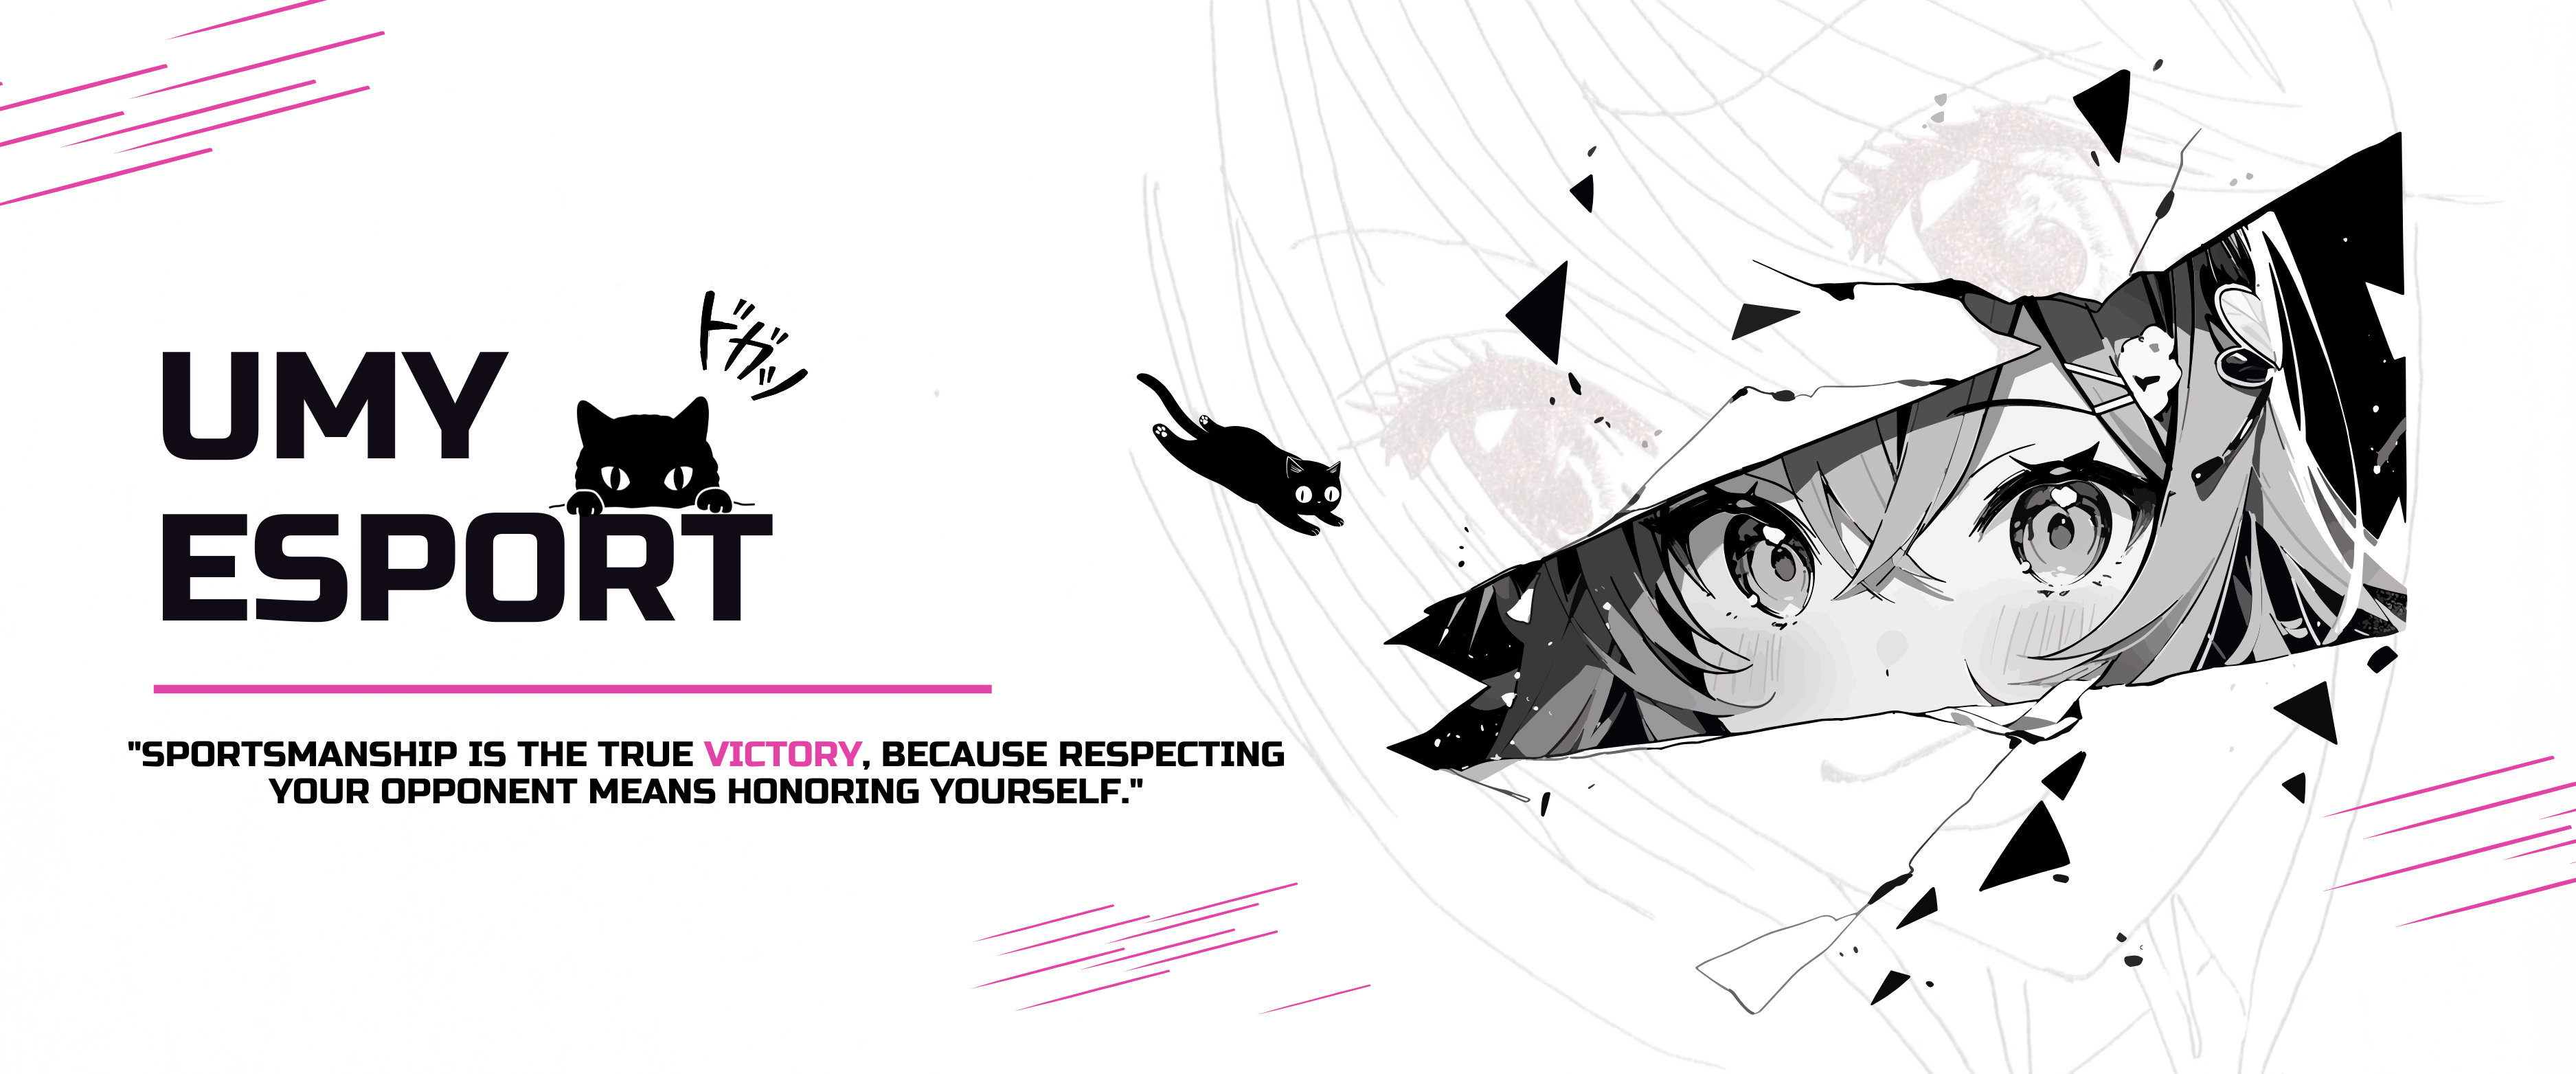 ドガッ
UMY
ESPORT
"SPORTSMANSHIP IS THE TRUE VICTORY, BECAUSE RESPECTING
YOUR OPPONENT MEANS HONORING YOURSELF."